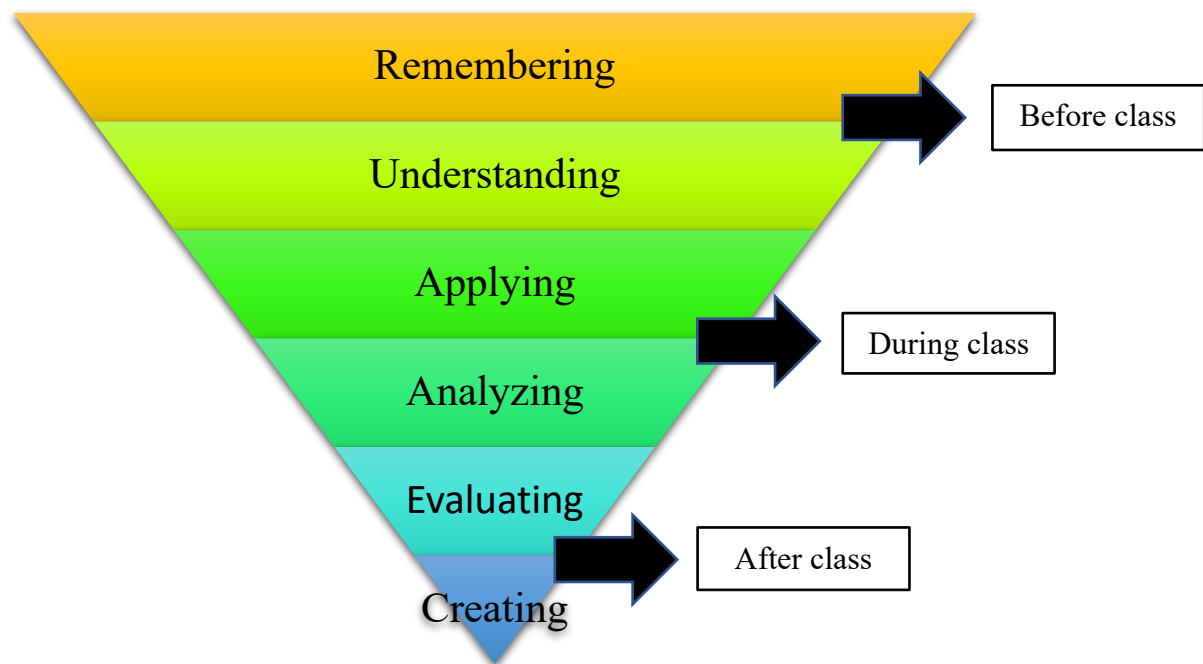 Remembering
Before class
Understanding
Applying
During class
Analyzing
Evaluating
After class
Creating